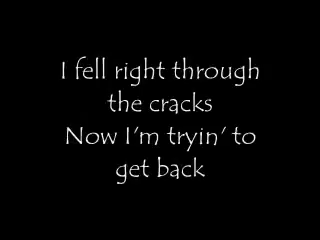 I fell right through
the cracks
Now I'm tryin' to
get back